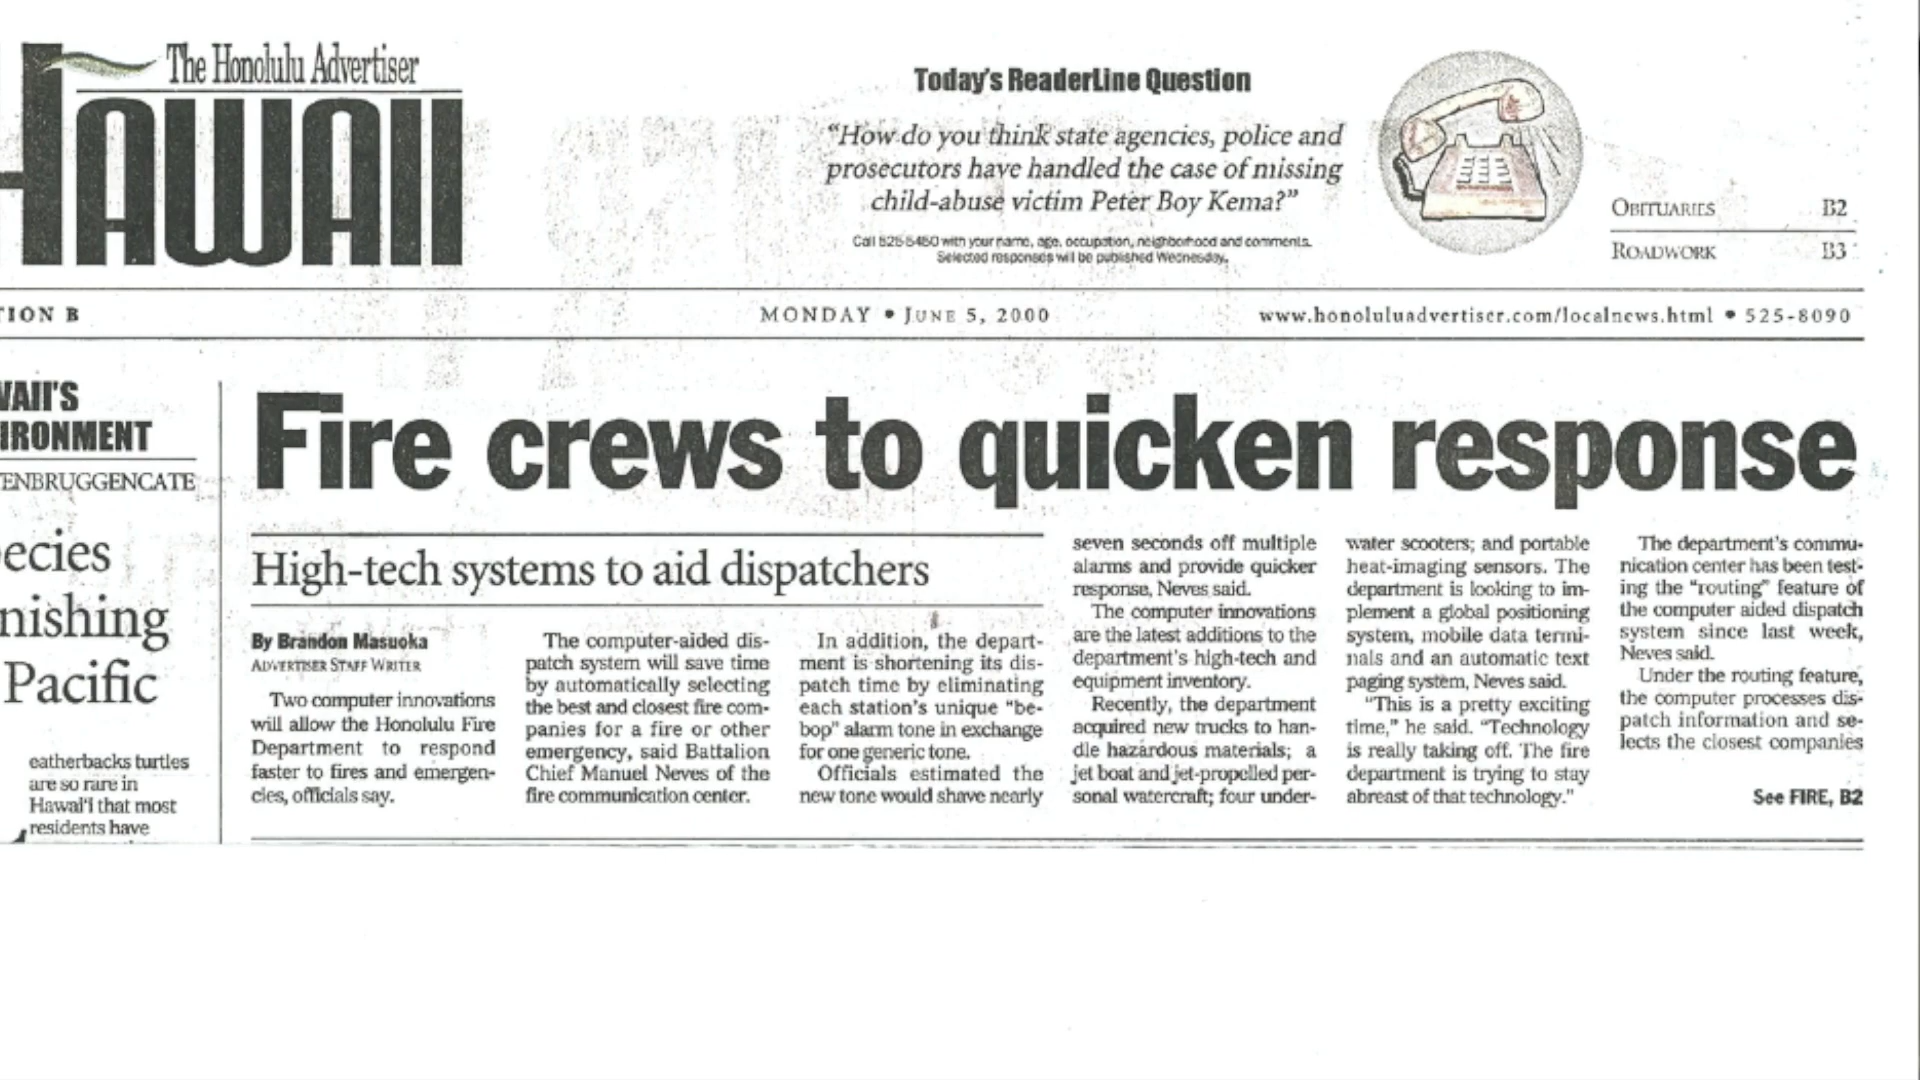 The Honolulu Advertiser
HAWAII
Today's ReaderLine Question
"How do you think state agencies, police and
prosecutors have handled the case of missing
child-abuse victim Peter Boy Kema?"
Call 525-5450 with your name, age, occupation, neighborhood and comments.
Selected responses will be published Wednesday.
OBITUARIES B2
ROADWORK B3
TION B
MONDAY • JUNE 5, 2000
www.honoluluadvertiser.com/localnews.html • 525-8090
WAII'S
IRONMENT
TENBRUGGENCATE
ecies
nishing
Pacific
eatherbacks turtles
are so rare in
Hawai'i that most
residents have
Fire crews to quicken response
High-tech systems to aid dispatchers
By Brandon Masuoka
ADVERTISER STAFF WRITER
Two computer innovations
will allow the Honolulu Fire
Department to respond
faster to fires and emergen-
cies, officials say.
The computer-aided dis-
patch system will save time
by automatically selecting
the best and closest fire com-
panies for a fire or other
emergency, said Battalion
Chief Manuel Neves of the
fire communication center.
In addition, the depart-
ment is shortening its dis-
patch time by eliminating
each station's unique "be-
bop" alarm tone in exchange
for one generic tone.
Officials estimated the
new tone would shave nearly
seven seconds off multiple
alarms and provide quicker
response, Neves said.
The computer innovations
are the latest additions to the
department's high-tech and
equipment inventory.
Recently, the department
acquired new trucks to han-
dle hazardous materials; a
jet boat and jet-propelled per-
sonal watercraft; four under-
water scooters; and portable
heat-imaging sensors. The
department is looking to im-
plement a global positioning
system, mobile data termi-
nals and an automatic text
paging system, Neves said.
"This is a pretty exciting
time," he said. "Technology
is really taking off. The fire
department is trying to stay
abreast of that technology."
The department's commu-
nication center has been test-
ing the "routing" feature of
the computer aided dispatch
system since last week,
Neves said.
Under the routing feature,
the computer processes dis-
patch information and se-
lects the closest companies
See FIRE, B2